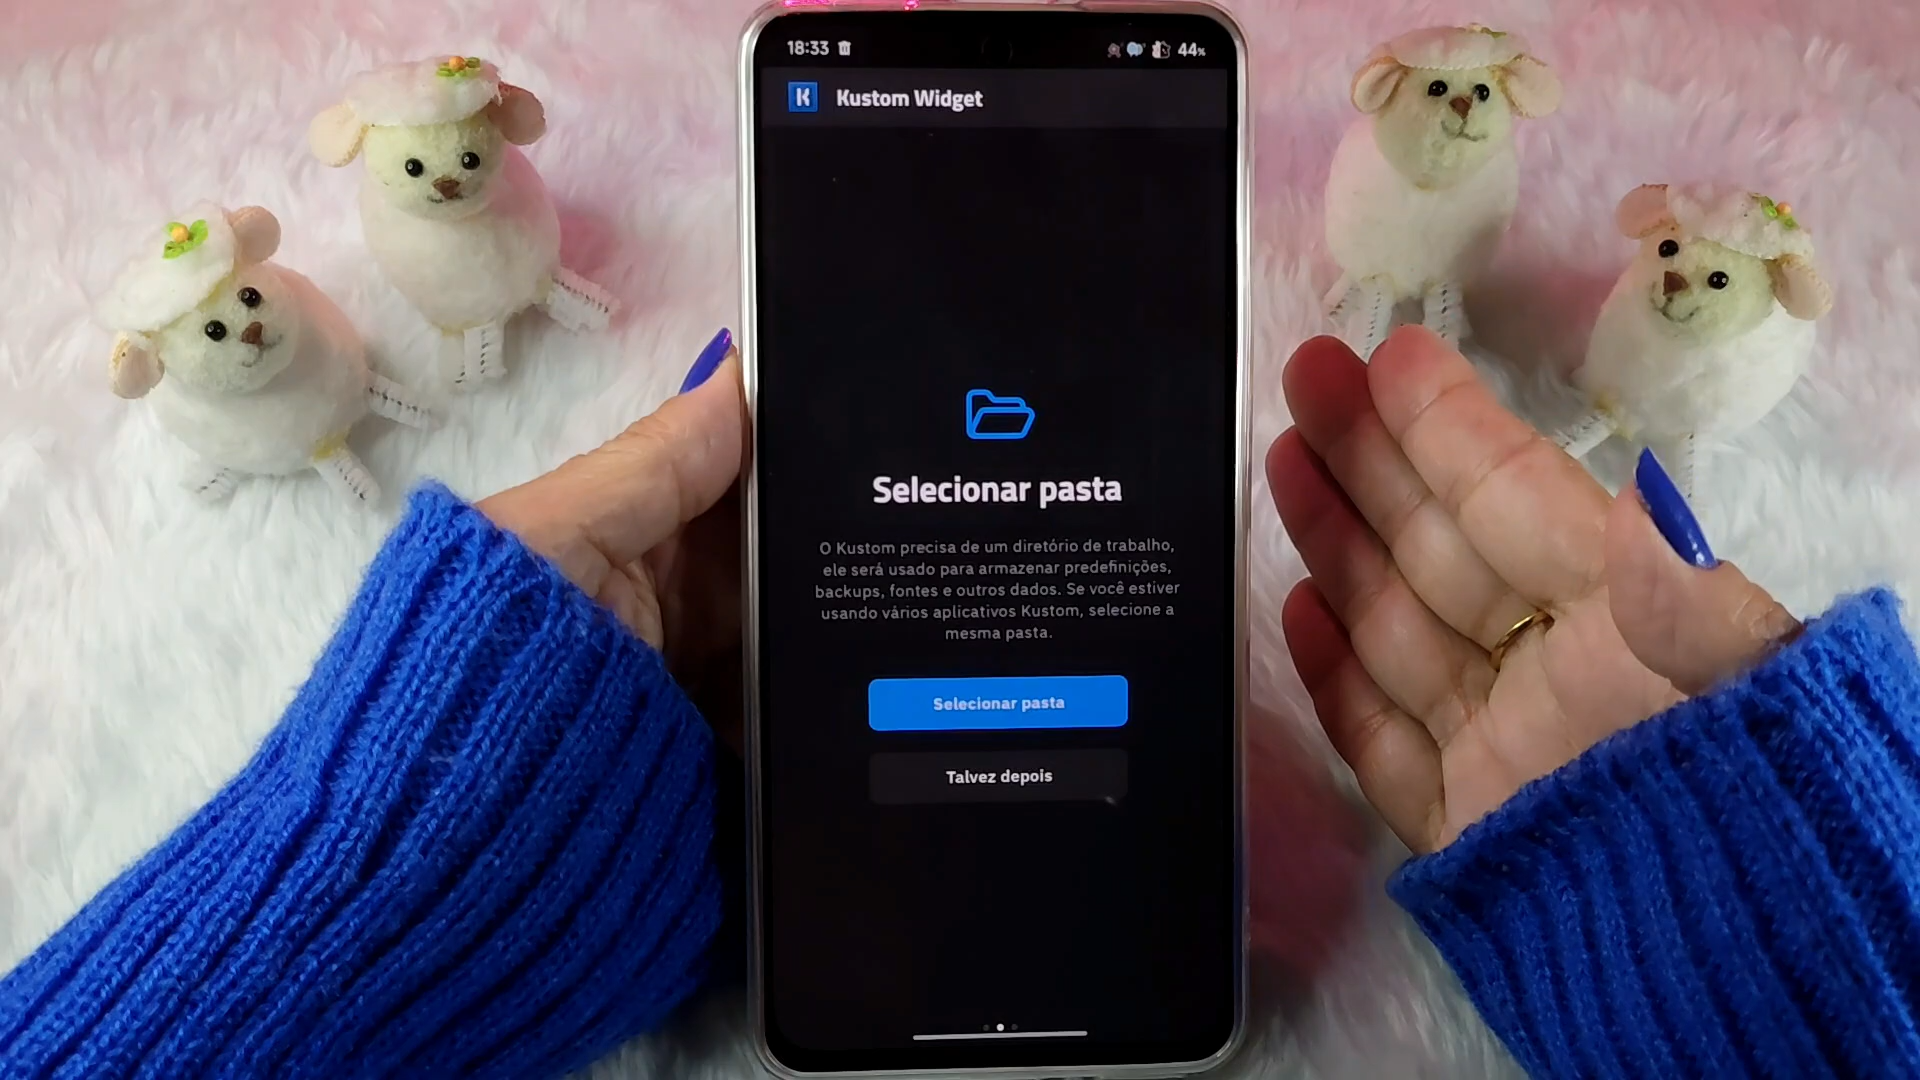 18:33
44%
Kustom Widget
Selecionar pasta
O Kustom precisa de um diretório de trabalho,
ele será usado para armazenar predefinições,
backups, fontes e outros dados. Se você estiver
usando vários aplicativos Kustom, selecione a
mesma pasta.
Selecionar pasta
Talvez depois